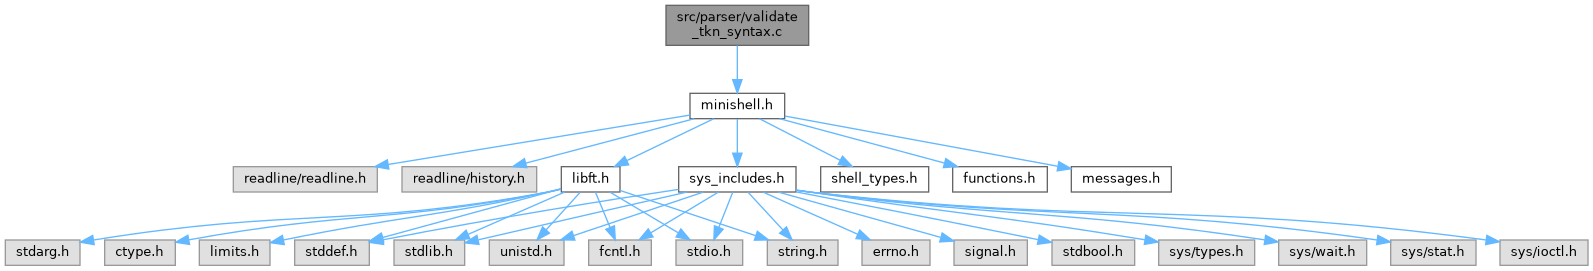 src/parser/validate
_tkn_syntax.c
minishell.h
readline/readline.h
readline/history.h
libft.h
sys_includes.h
shell_types.h
functions.h
messages.h
stdarg.h
ctype.h
limits.h
stddef.h
stdlib.h
unistd.h
fcntl.h
stdio.h
string.h
errno.h
signal.h
stdbool.h
sys/types.h
sys/wait.h
sys/stat.h
sys/ioctl.h